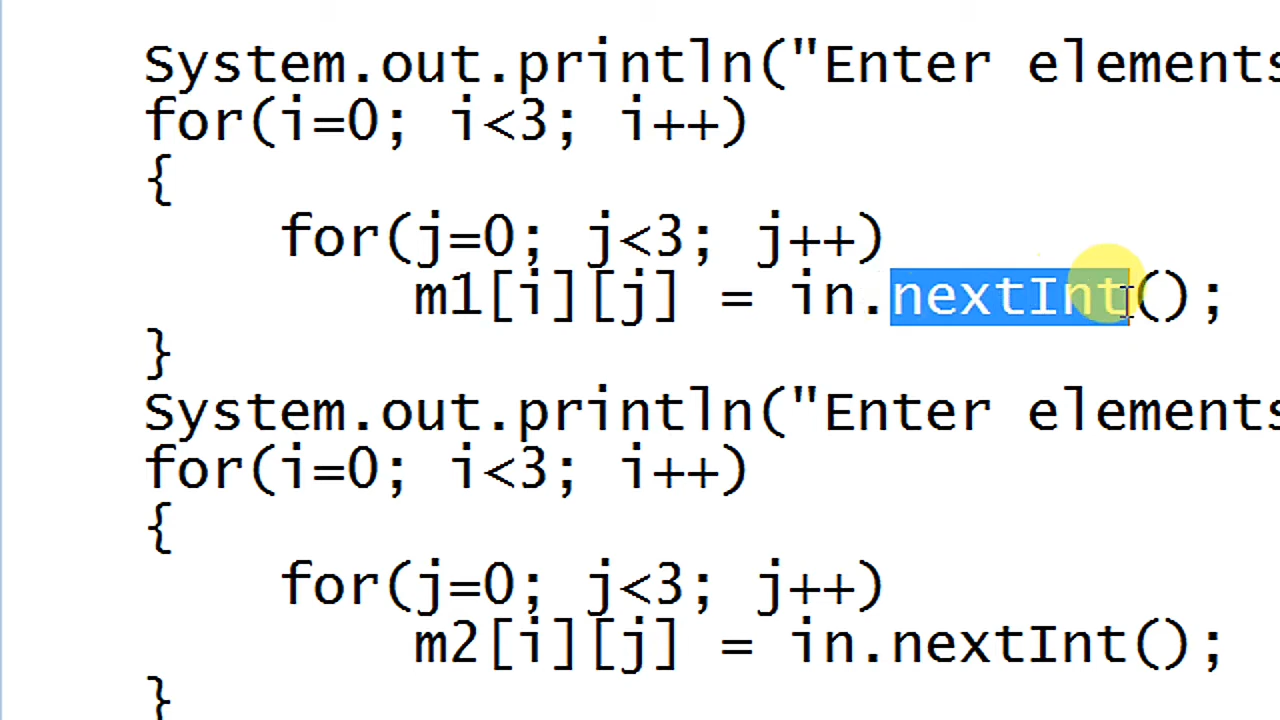 System.out.println("Enter elements
for(i=0; i<3; i++)
{
for(j=0; j<3; j++)
m1[i][j] = in.nextInt();
}
System.out.println("Enter elements
for(i=0; i<3; i++)
{
for(j=0; j<3; j++)
m2[i][j] = in.nextInt();
}